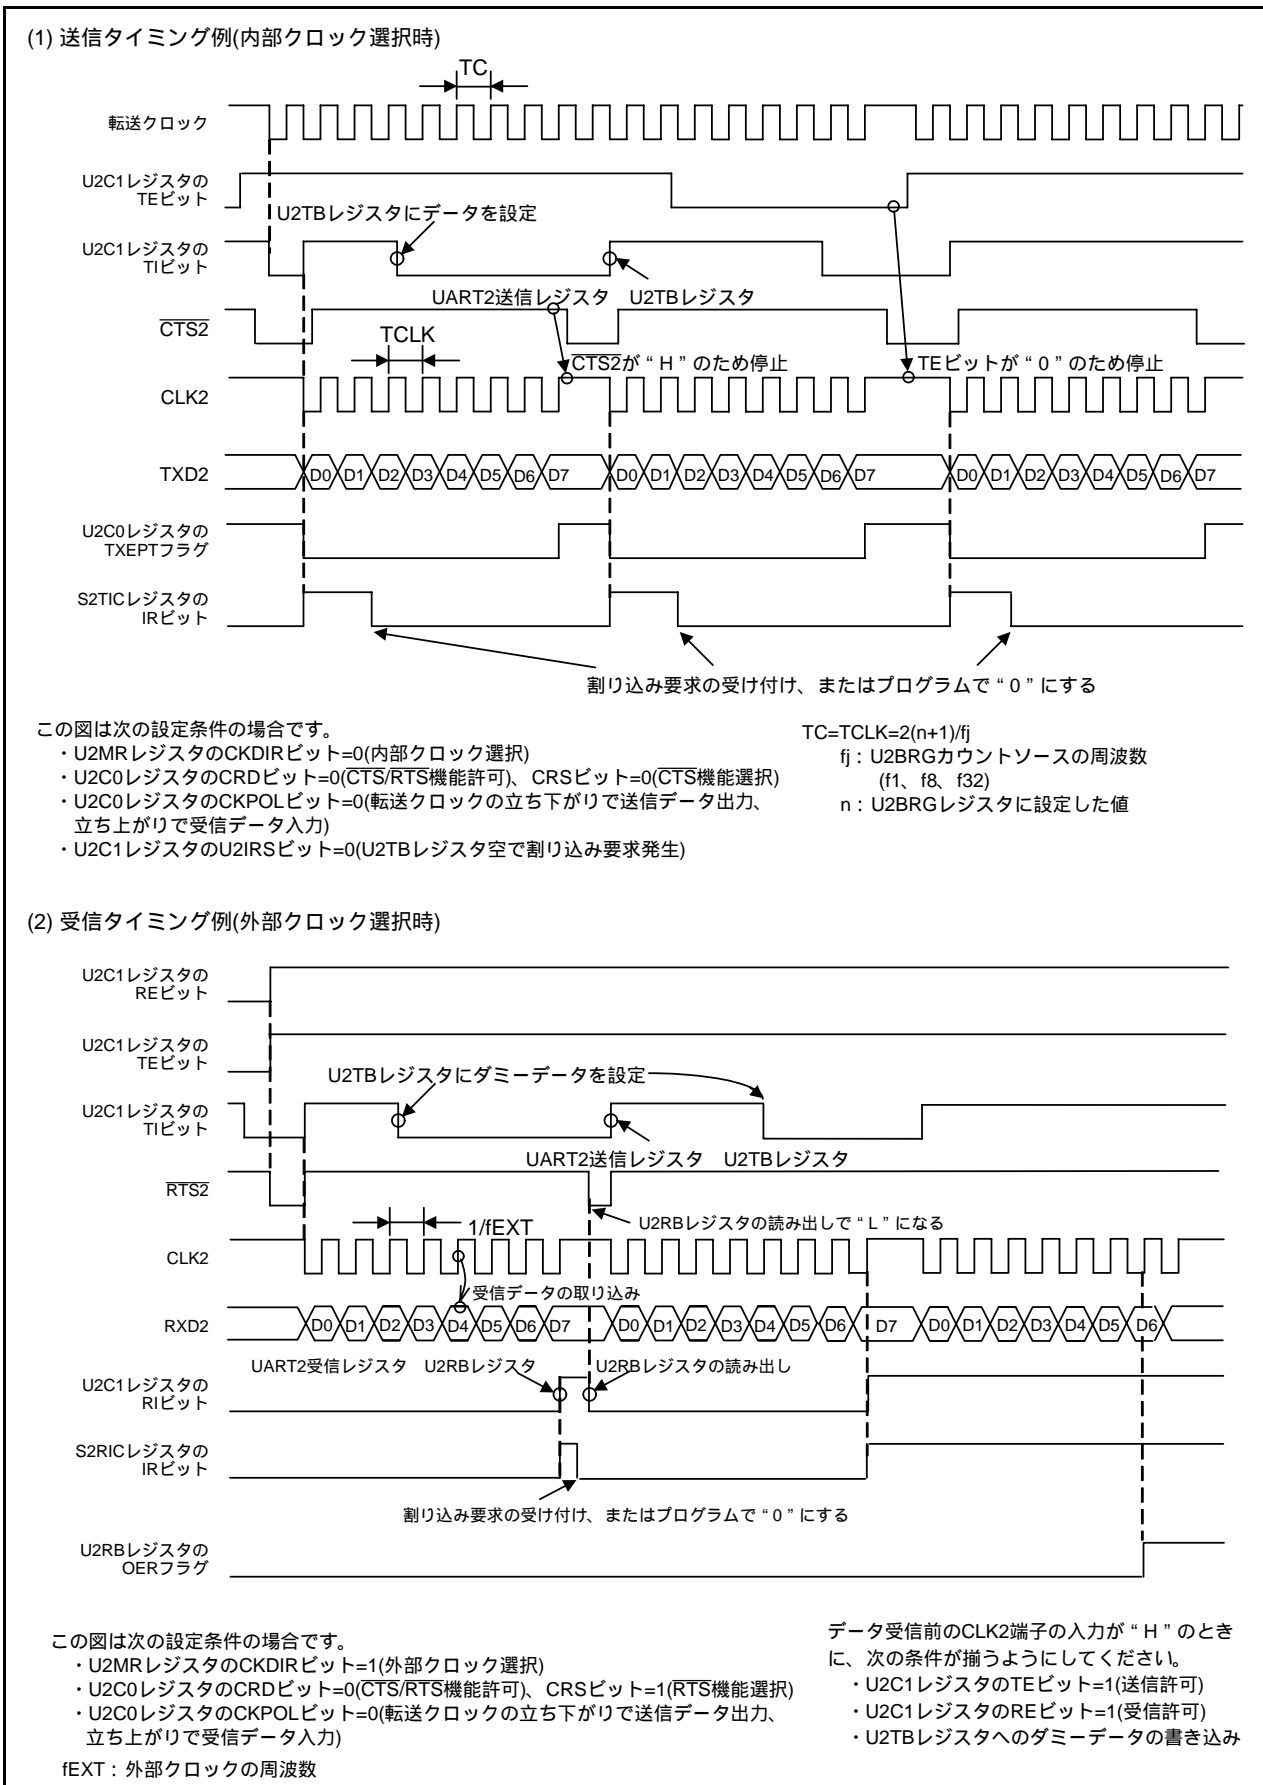 (1) 送信タイミング例(内部クロック選択時)
TC
転送クロック
U2C1レジスタの
TEビット
U2TBレジスタにデータを設定
U2C1レジスタの
TIビット
UART2送信レジスタ　U2TBレジスタ
CTS2
TCLK
CTS2が“H”のため停止
TEビットが“0”のため停止
CLK2
TXD2
D0 D1 D2 D3 D4 D5 D6 D7 D0 D1 D2 D3 D4 D5 D6 D7 D0 D1 D2 D3 D4 D5 D6 D7
U2C0レジスタの
TXEPTフラグ
S2TICレジスタの
IRビット
割り込み要求の受け付け、またはプログラムで“0”にする
この図は次の設定条件の場合です。
・U2MRレジスタのCKDIRビット=0(内部クロック選択)
・U2C0レジスタのCRDビット=0(CTS/RTS機能許可)、CRSビット=0(CTS機能選択)
・U2C0レジスタのCKPOLビット=0(転送クロックの立ち下がりで送信データ出力、
立ち上がりで受信データ入力)
・U2C1レジスタのU2IRSビット=0(U2TBレジスタ空で割り込み要求発生)
TC=TCLK=2(n+1)/fj
fj：U2BRGカウントソースの周波数
(f1、f8、f32)
n：U2BRGレジスタに設定した値
(2) 受信タイミング例(外部クロック選択時)
U2C1レジスタの
REビット
U2C1レジスタの
TEビット
U2TBレジスタにダミーデータを設定
U2C1レジスタの
TIビット
UART2送信レジスタ　U2TBレジスタ
RTS2
U2RBレジスタの読み出しで“L”になる
1/fEXT
CLK2
受信データの取り込み
RXD2
D0 D1 D2 D3 D4 D5 D6 D7 D0 D1 D2 D3 D4 D5 D6 D7 D0 D1 D2 D3 D4 D5 D6
UART2受信レジスタ　U2RBレジスタ
U2RBレジスタの読み出し
U2C1レジスタの
RIビット
S2RICレジスタの
IRビット
割り込み要求の受け付け、またはプログラムで“0”にする
U2RBレジスタの
OERフラグ
この図は次の設定条件の場合です。
・U2MRレジスタのCKDIRビット=1(外部クロック選択)
・U2C0レジスタのCRDビット=0(CTS/RTS機能許可)、CRSビット=1(RTS機能選択)
・U2C0レジスタのCKPOLビット=0(転送クロックの立ち下がりで送信データ出力、
立ち上がりで受信データ入力)
fEXT：外部クロックの周波数
データ受信前のCLK2端子の入力が“H”のとき
に、次の条件が揃うようにしてください。
・U2C1レジスタのTEビット=1(送信許可)
・U2C1レジスタのREビット=1(受信許可)
・U2TBレジスタへのダミーデータの書き込み